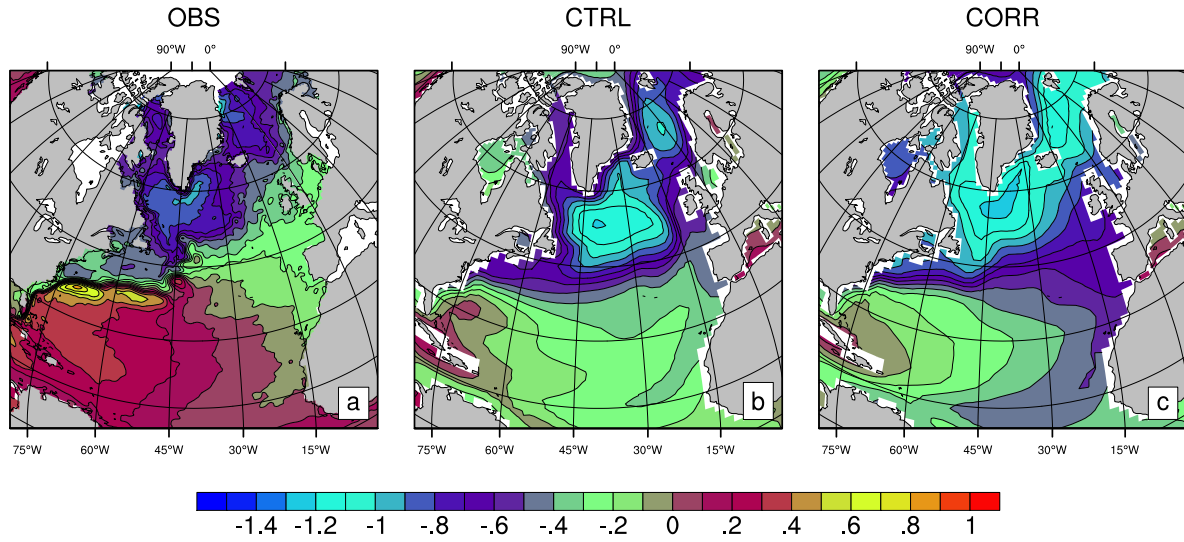 OBS CTRL CORR
90°W 0° 90°W 0° 90°W 0°
a b c
75°W 60°W 45°W 30°W 15°W 75°W 60°W 45°W 30°W 15°W 75°W 60°W 45°W 30°W 15°W
-1.4 -1.2 -1 -.8 -.6 -.4 -.2 0 .2 .4 .6 .8 1